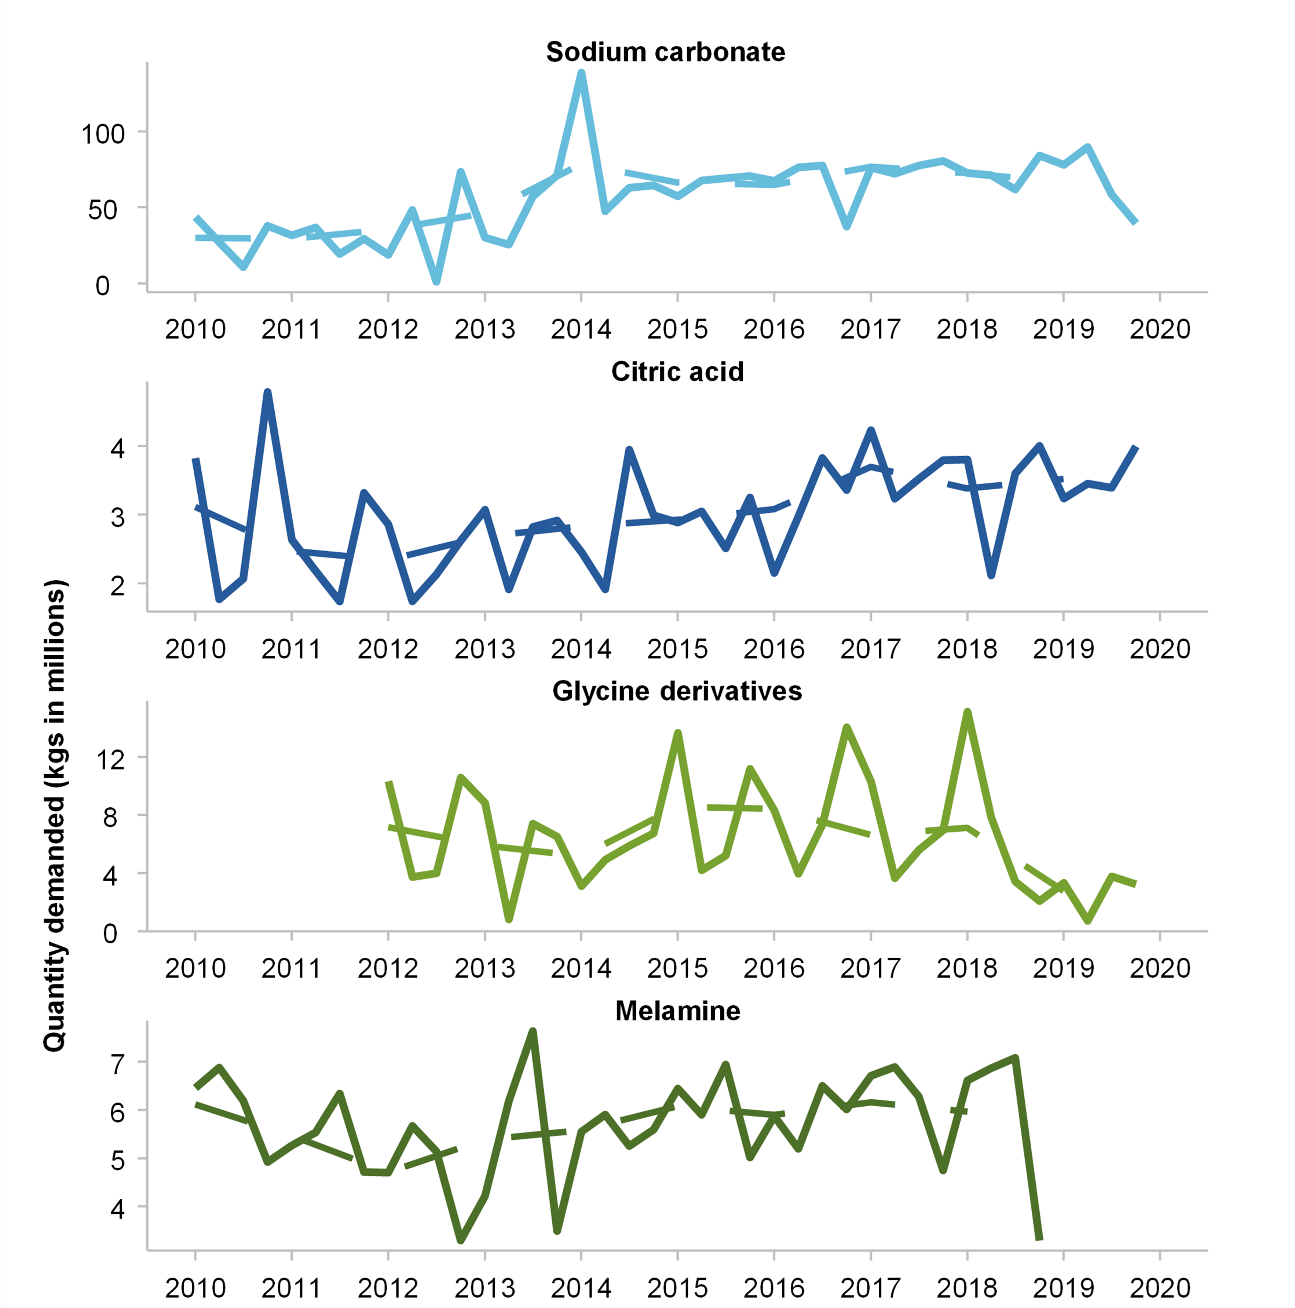 Sodium carbonate
100
50
0
2010 2011 2012 2013 2014 2015 2016 2017 2018 2019 2020
Citric acid
4
3
2
2010 2011 2012 2013 2014 2015 2016 2017 2018 2019 2020
Quantity demanded (kgs in millions)
Glycine derivatives
12
8
4
0
2010 2011 2012 2013 2014 2015 2016 2017 2018 2019 2020
Melamine
7
6
5
4
2010 2011 2012 2013 2014 2015 2016 2017 2018 2019 2020